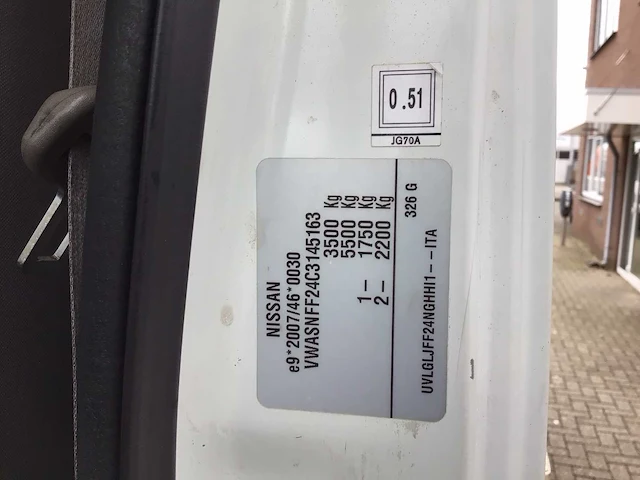 0.51
JG70A
NISSAN
e9*2007/46*0030
VWASNFF24C3145163
3500 Kg
5500 Kg
1- 1750 Kg
2- 2200 Kg
326 G
UVLGLJFF24NGHHI1--ITA